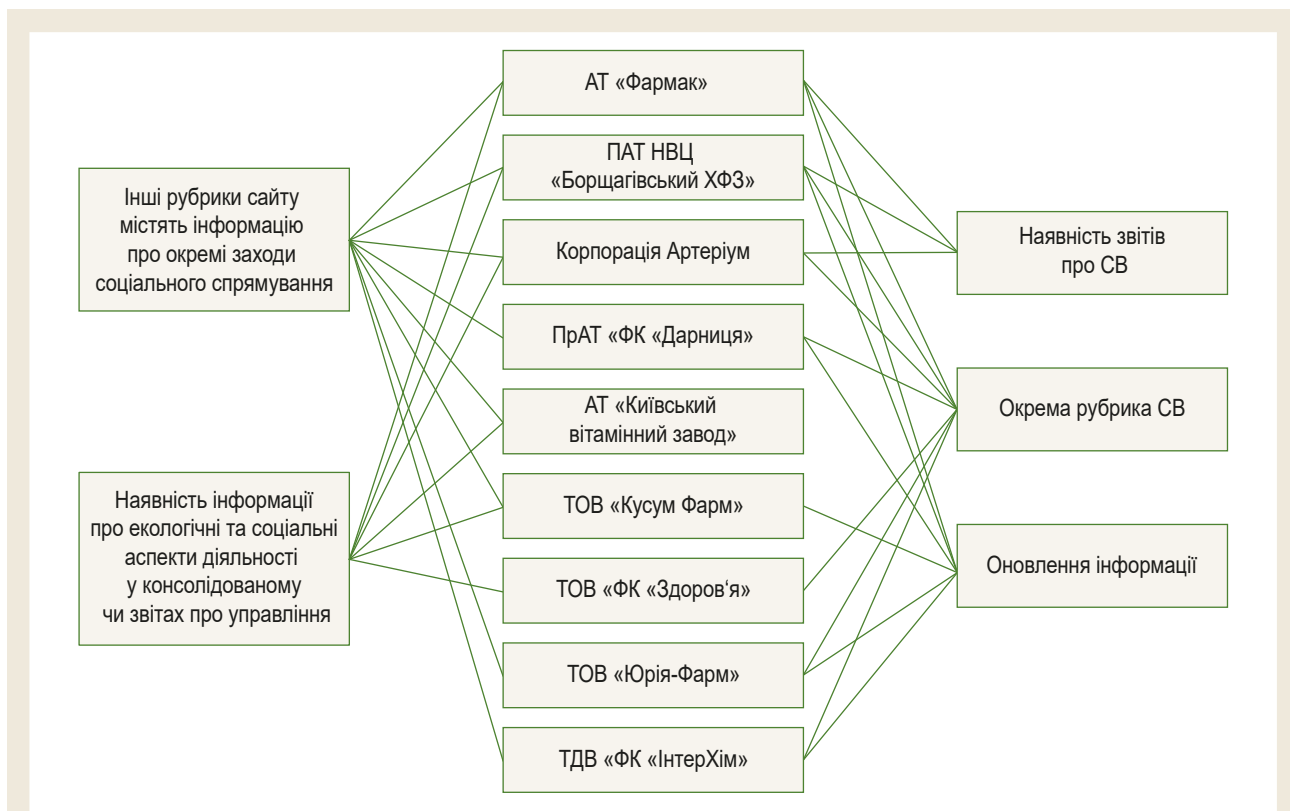 Інші рубрики сайту
містять інформацію
про окремі заходи
соціального спрямування
Наявність інформації
про екологічні та соціальні
аспекти діяльності
у консолідованому
чи звітах про управління
АТ «Фармак»
ПАТ НВЦ
«Борщагівський ХФЗ»
Корпорація Артеріум
ПрАТ «ФК «Дарниця»
АТ «Київський
вітамінний завод»
ТОВ «Кусум Фарм»
ТОВ «ФК «Здоров‘я»
ТОВ «Юрія-Фарм»
ТДВ «ФК «ІнтерХім»
Наявність звітів
про СВ
Окрема рубрика СВ
Оновлення інформації